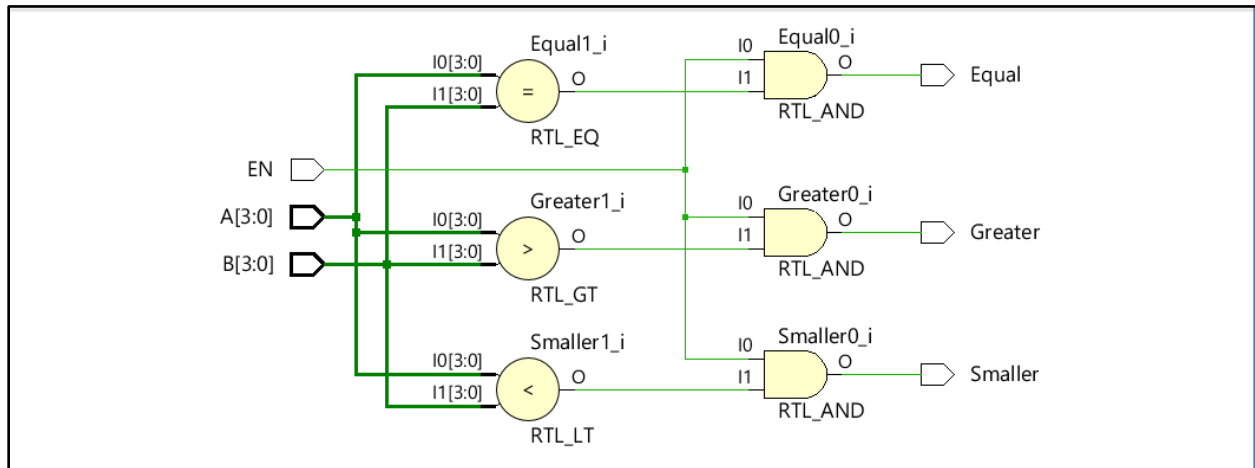 Equal1_i
I0[3:0]
I1[3:0]
=
O
RTL_EQ
Equal0_i
I0
I1
O
RTL_AND
Equal
EN
A[3:0]
B[3:0]
Greater1_i
I0[3:0]
I1[3:0]
>
O
RTL_GT
Greater0_i
I0
I1
O
RTL_AND
Greater
Smaller1_i
I0[3:0]
I1[3:0]
<
O
RTL_LT
Smaller0_i
I0
I1
O
RTL_AND
Smaller